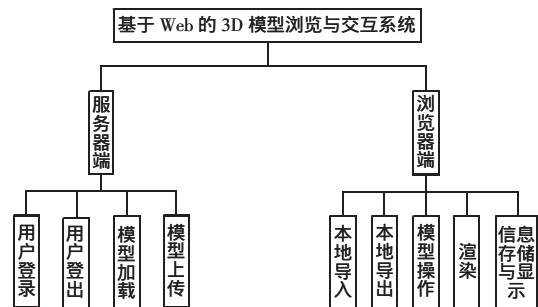 基于 Web 的 3D 模型浏览与交互系统
服务器端
浏览器端
用户登录
用户登出
模型加载
模型上传
本地导入
本地导出
模型操作
渲染
信息存储与显示